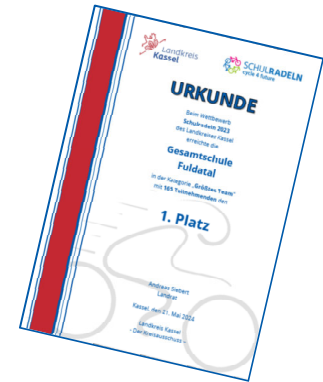 Landkreis
Kassel
SCHULRADELN
cycle 4 future
URKUNDE
Beim Wettbewerb
Schulradeln 2023
des Landkreises Kassel
erreichte die
Gesamtschule
Fuldatal
in der Kategorie „Größtes Team“
mit 165 Teilnehmenden den
1. Platz
Andreas Siebert
Landrat
Kassel, den 21. Mai 2024
Landkreis Kassel
- Der Kreisausschuss -